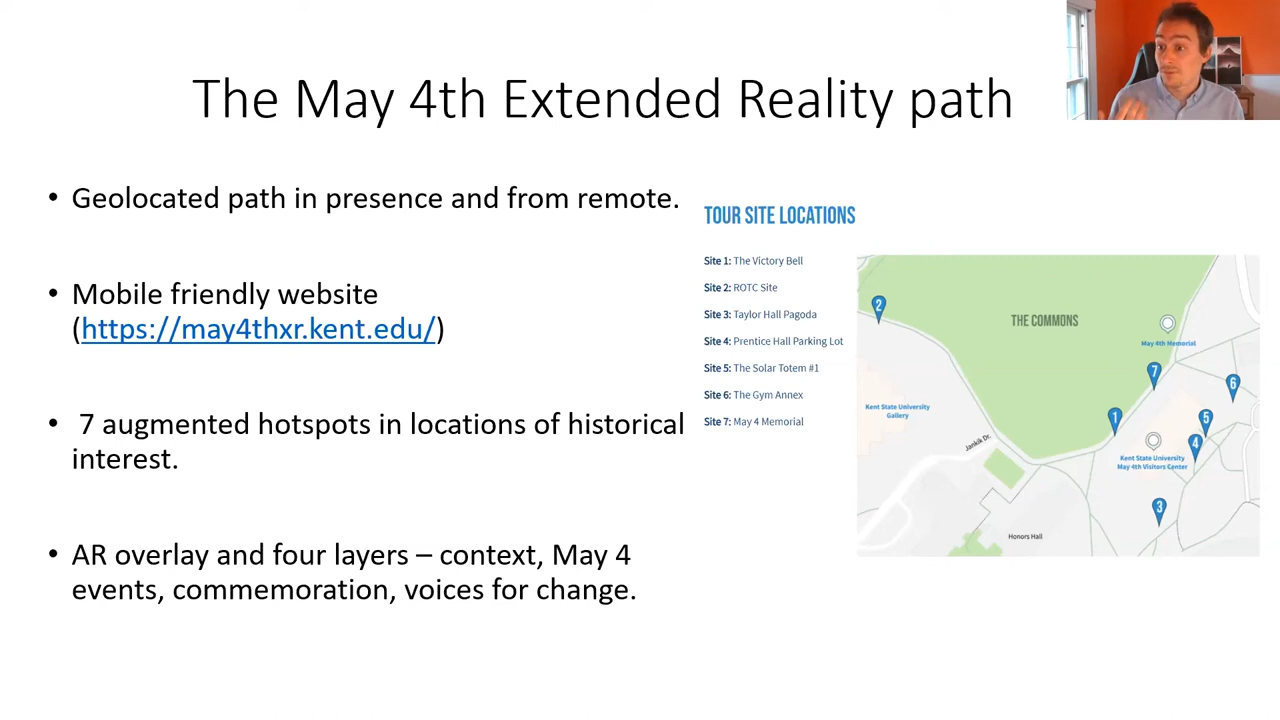 The May 4th Extended Reality path
• Geolocated path in presence and from remote.
• Mobile friendly website
(https://may4thxr.kent.edu/)
• 7 augmented hotspots in locations of historical
interest.
• AR overlay and four layers – context, May 4
events, commemoration, voices for change.
TOUR SITE LOCATIONS
Site 1: The Victory Bell
Site 2: ROTC Site
Site 3: Taylor Hall Pagoda
Site 4: Prentice Hall Parking Lot
Site 5: The Solar Totem #1
Site 6: The Gym Annex
Site 7: May 4 Memorial
2
THE COMMONS
May 4th Memorial
7
6
Kent State University
Gallery
1
5
4
Janik Dr.
Kent State University
May 4th Visitors Center
3
Honors Hall